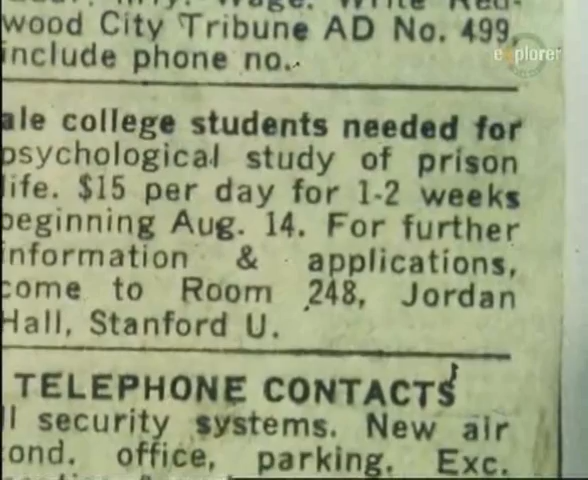 wood City Tribune AD No. 499,
include phone no.
explorer
ale college students needed for
psychological study of prison
life. $15 per day for 1-2 weeks
beginning Aug. 14. For further
information & applications,
come to Room 248, Jordan
Hall, Stanford U.
TELEPHONE CONTACTS
ll security systems. New air
ond. office, parking. Exc.